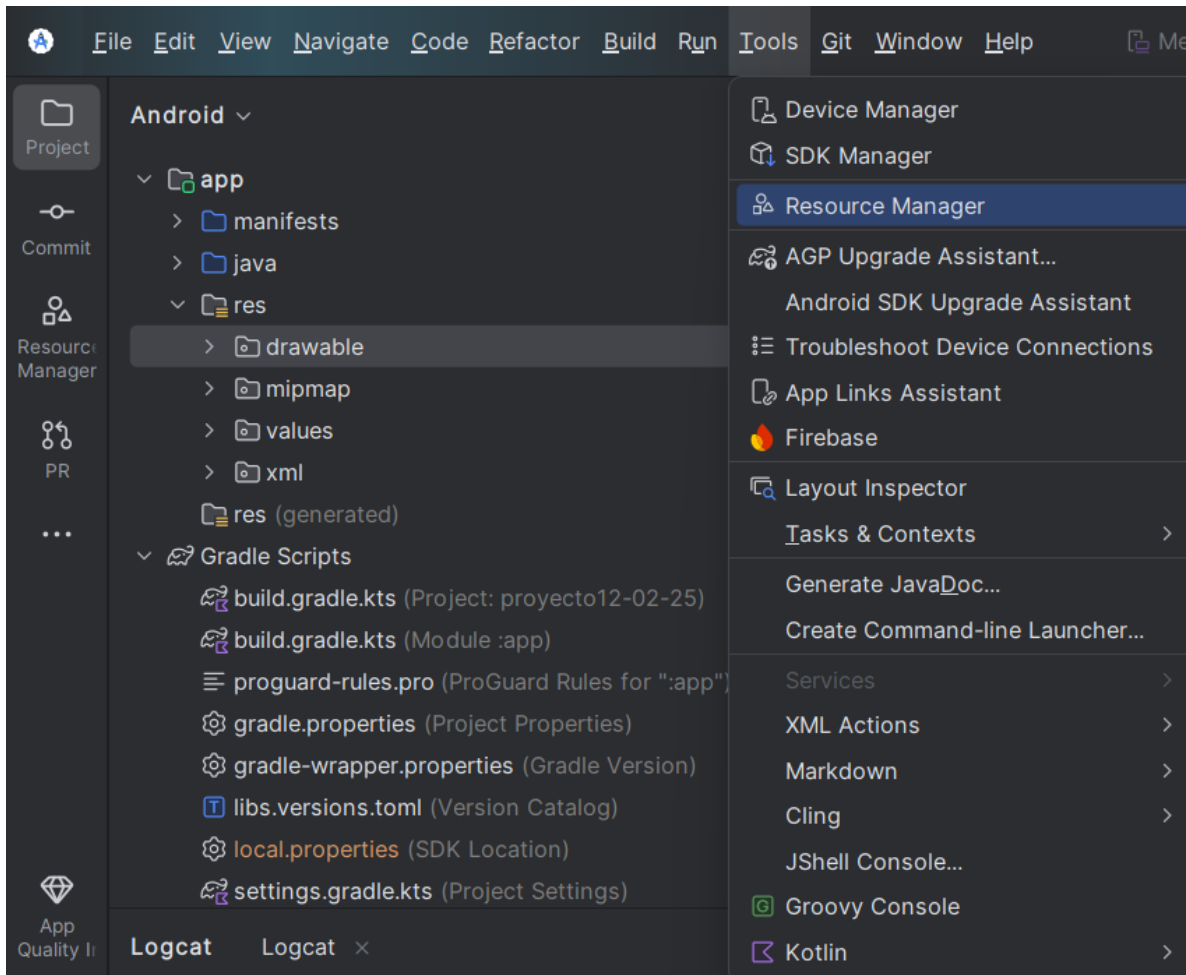 File Edit View Navigate Code Refactor Build Run Tools Git Window Help Me
Project
Commit
Resource
Manager
PR
App
Quality In
Android
app
manifests
java
res
drawable
mipmap
values
xml
res (generated)
Gradle Scripts
build.gradle.kts (Project: proyecto12-02-25)
build.gradle.kts (Module :app)
proguard-rules.pro (ProGuard Rules for ":app")
gradle.properties (Project Properties)
gradle-wrapper.properties (Gradle Version)
libs.versions.toml (Version Catalog)
local.properties (SDK Location)
settings.gradle.kts (Project Settings)
Logcat Logcat
Device Manager
SDK Manager
Resource Manager
AGP Upgrade Assistant...
Android SDK Upgrade Assistant
Troubleshoot Device Connections
App Links Assistant
Firebase
Layout Inspector
Tasks & Contexts
Generate JavaDoc...
Create Command-line Launcher...
Services
XML Actions
Markdown
Cling
JShell Console...
Groovy Console
Kotlin